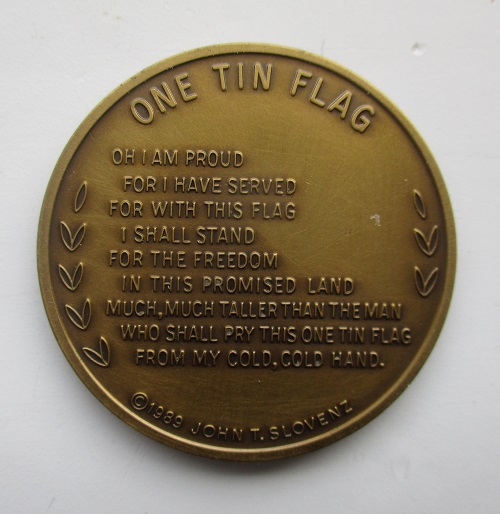 ONE TIN FLAG
OH I AM PROUD
FOR I HAVE SERVED
FOR WITH THIS FLAG
I SHALL STAND
FOR THE FREEDOM
IN THIS PROMISED LAND
MUCH, MUCH TALLER THAN THE MAN
WHO SHALL PRY THIS ONE TIN FLAG
FROM MY COLD, COLD HAND.
©1989 JOHN T. SLOVENZ